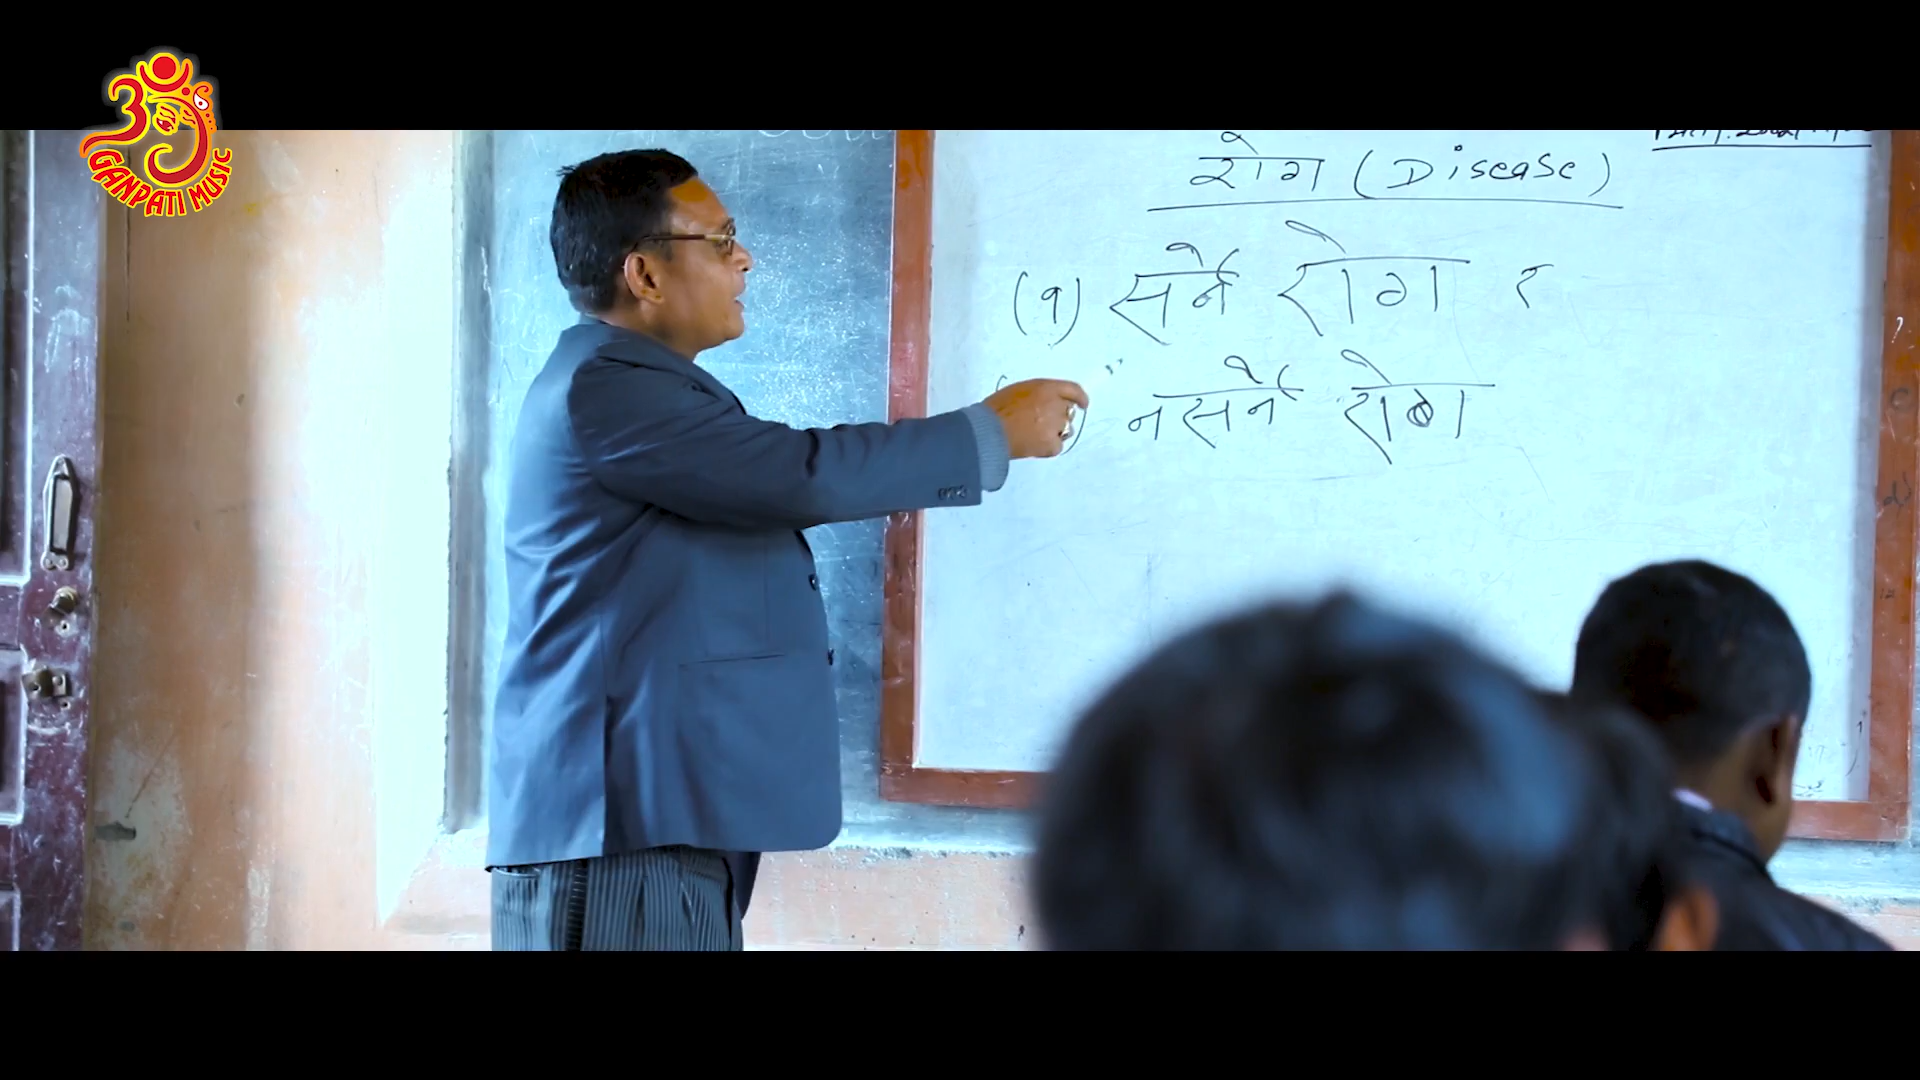 GANPATI MUSIC
रोग (Disease)
(१) सर्ने रोग र
नसर्ने रोग